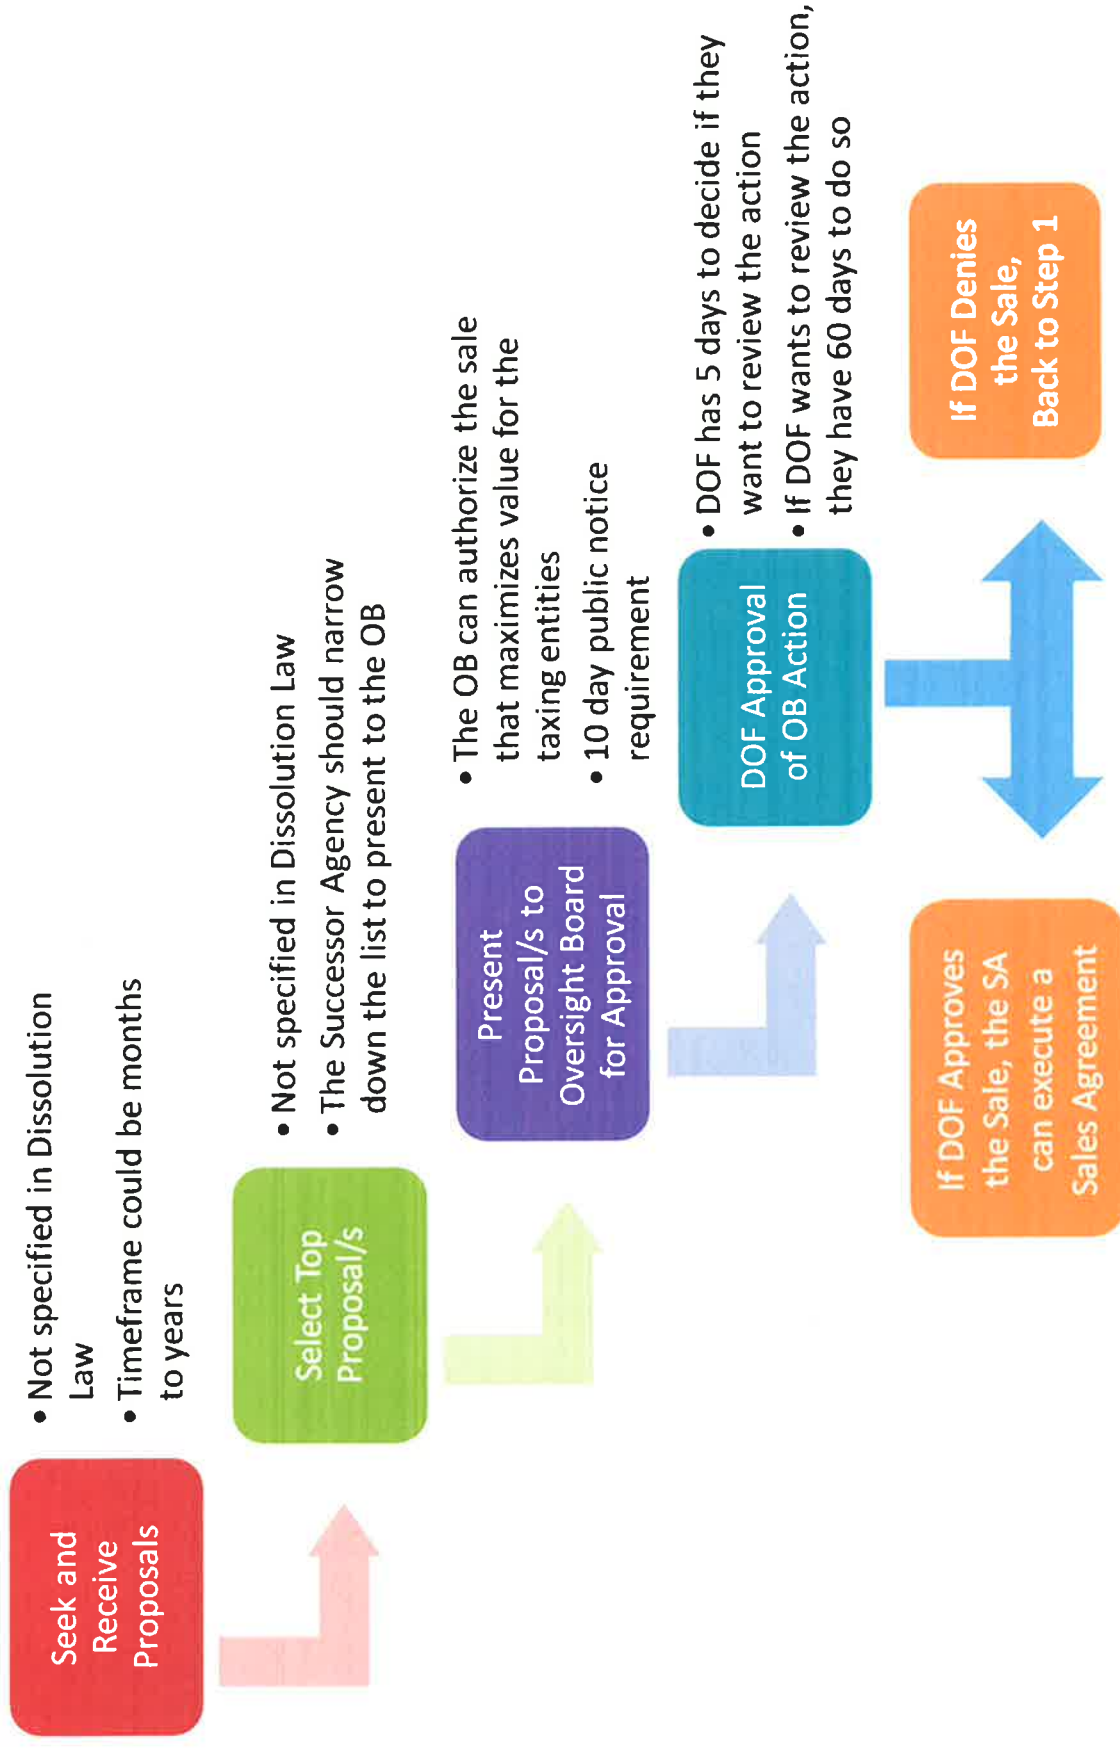 Seek and
Receive
Proposals
• Not specified in Dissolution
Law
• Timeframe could be months
to years
Select Top
Proposal/s
• Not specified in Dissolution Law
• The Successor Agency should narrow
down the list to present to the OB
Present
Proposal/s to
Oversight Board
for Approval
• The OB can authorize the sale
that maximizes value for the
taxing entities
• 10 day public notice
requirement
DOF Approval
of OB Action
• DOF has 5 days to decide if they
want to review the action
• If DOF wants to review the action,
they have 60 days to do so
If DOF Approves
the Sale, the SA
can execute a
Sales Agreement
If DOF Denies
the Sale,
Back to Step 1